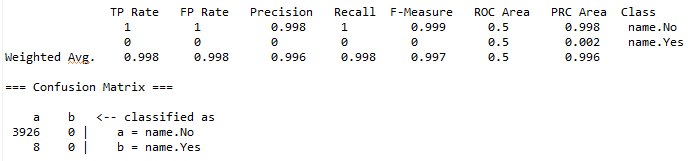 TP Rate FP Rate Precision Recall F-Measure ROC Area PRC Area Class
1 1 0.998 1 0.999 0.5 0.998 name.No
0 0 0 0 0 0.5 0.002 name.Yes
Weighted Avg. 0.998 0.998 0.996 0.998 0.997 0.5 0.996
=== Confusion Matrix ===
a b <-- classified as
3926 0 | a = name.No
8 0 | b = name.Yes